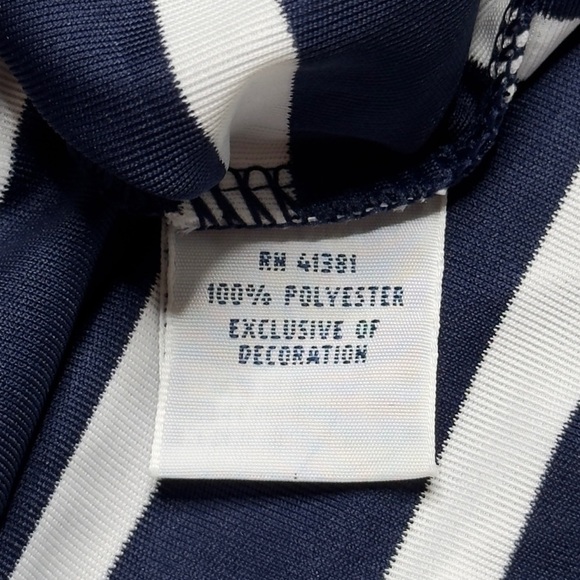 RN 41381
100% POLYESTER
EXCLUSIVE OF
DECORATION